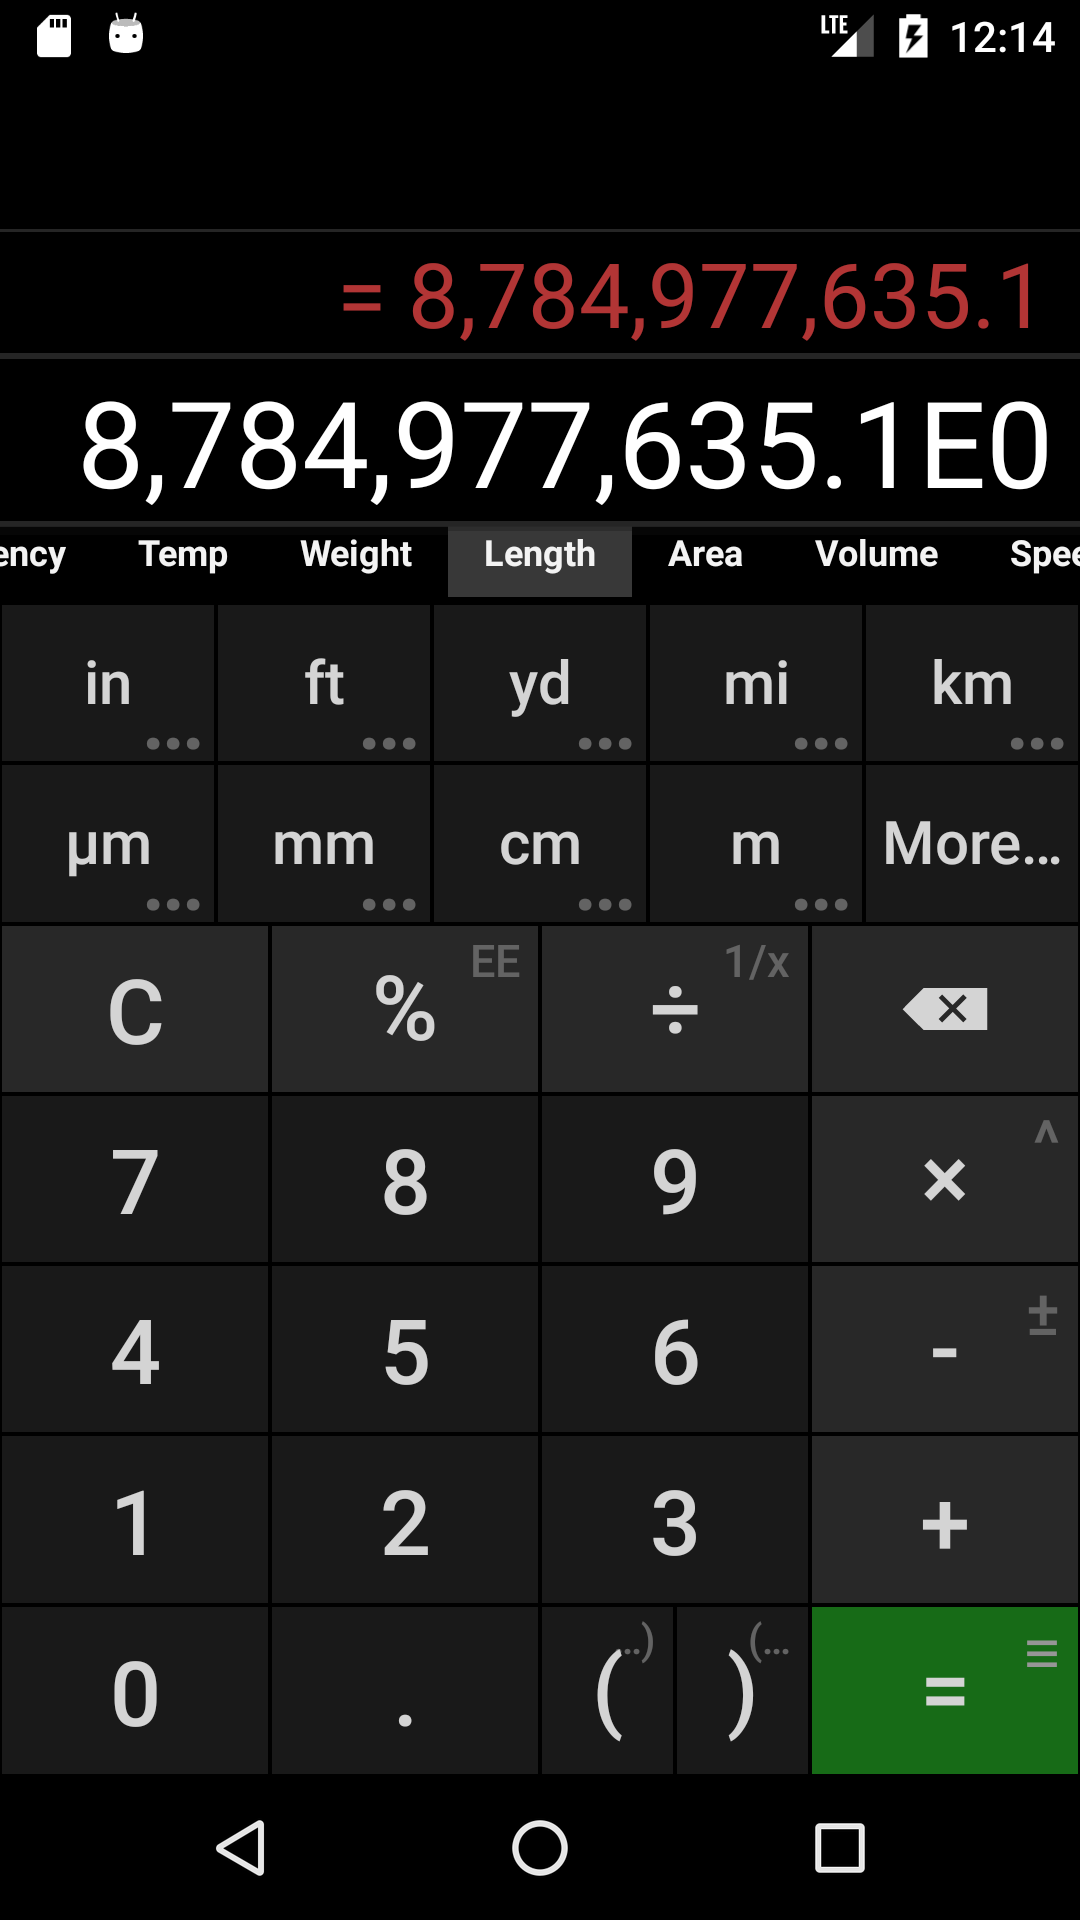 LTE 12:14
= 8,784,977,635.1
8,784,977,635.1E0
ency Temp Weight Length Area Volume Spee
in ft yd mi km
µm mm cm m More...
C % EE ÷ 1/x
7 8 9 × ^
4 5 6 - ±
1 2 3 +
0 . ( ..) ) (... =